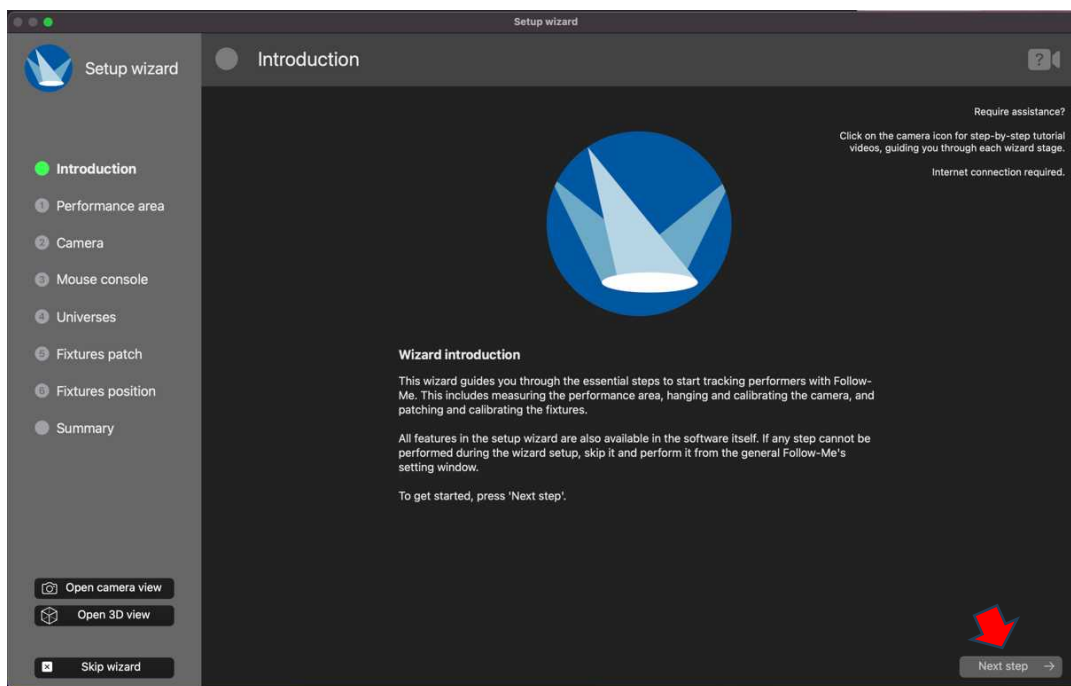 Setup wizard
Setup wizard
Introduction
?
Require assistance?
Click on the camera icon for step-by-step tutorial
videos, guiding you through each wizard stage.
Internet connection required.
Introduction
1 Performance area
2 Camera
3 Mouse console
4 Universes
5 Fixtures patch
6 Fixtures position
Summary
Wizard introduction
This wizard guides you through the essential steps to start tracking performers with Follow-
Me. This includes measuring the performance area, hanging and calibrating the camera, and
patching and calibrating the fixtures.
All features in the setup wizard are also available in the software itself. If any step cannot be
performed during the wizard setup, skip it and perform it from the general Follow-Me's
setting window.
To get started, press 'Next step'.
Open camera view
Open 3D view
Skip wizard
Next step